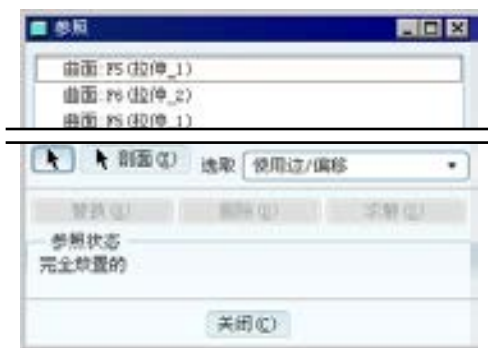 参照
曲面:F5(拉伸_1)
曲面:F6(拉伸_2)
曲面:F5(拉伸_1)
剖面(X) 选取 使用边/偏移
替换(U) 删除(D) 求解(L)
参照状态
完全放置的
关闭(C)